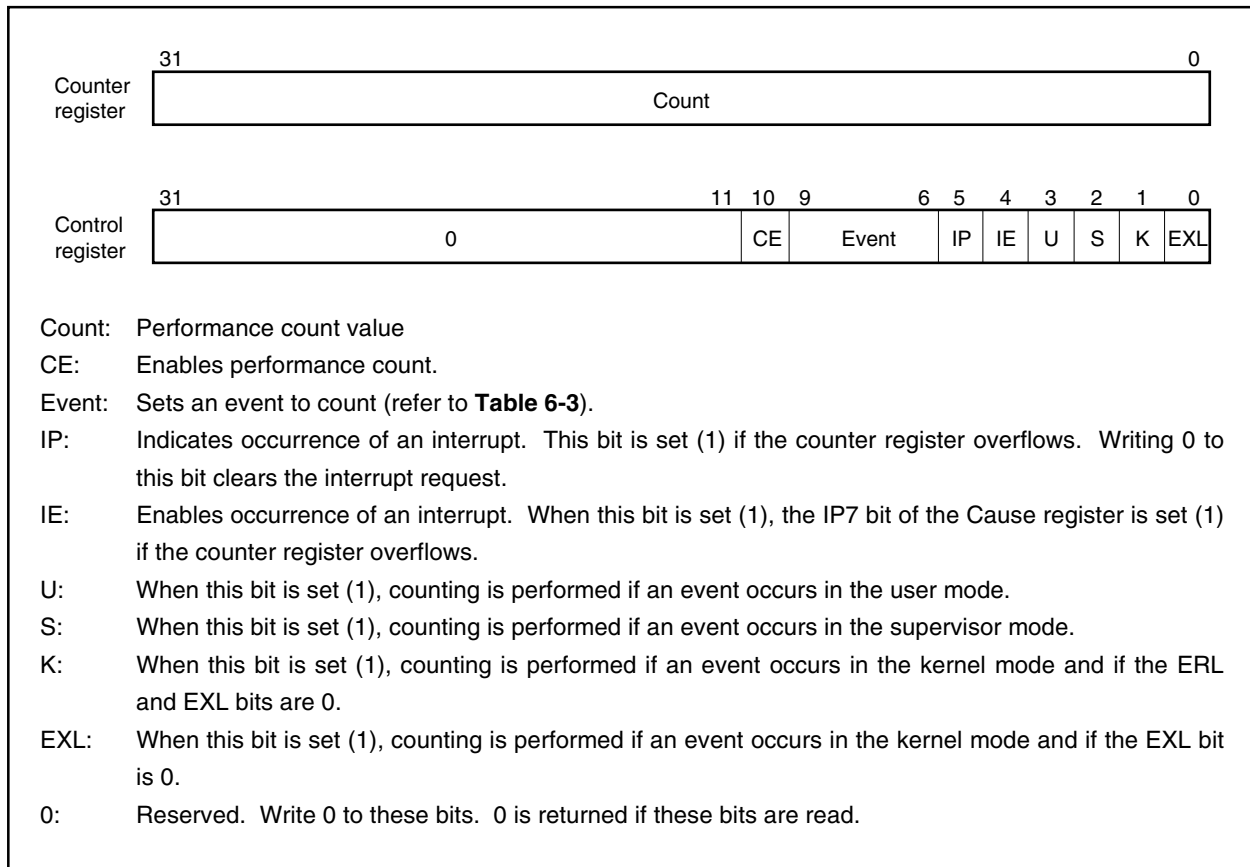 31 0
Counter
register
Count
31 11 10 9 6 5 4 3 2 1 0
Control
register
0 CE Event IP IE U S K EXL
Count: Performance count value
CE: Enables performance count.
Event: Sets an event to count (refer to Table 6-3).
IP: Indicates occurrence of an interrupt. This bit is set (1) if the counter register overflows. Writing 0 to
this bit clears the interrupt request.
IE: Enables occurrence of an interrupt. When this bit is set (1), the IP7 bit of the Cause register is set (1)
if the counter register overflows.
U: When this bit is set (1), counting is performed if an event occurs in the user mode.
S: When this bit is set (1), counting is performed if an event occurs in the supervisor mode.
K: When this bit is set (1), counting is performed if an event occurs in the kernel mode and if the ERL
and EXL bits are 0.
EXL: When this bit is set (1), counting is performed if an event occurs in the kernel mode and if the EXL bit
is 0.
0: Reserved. Write 0 to these bits. 0 is returned if these bits are read.